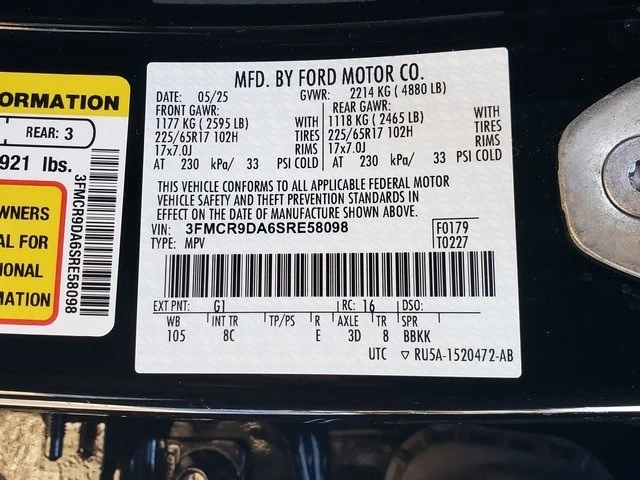 ORMATION
REAR: 3
921 lbs.
WNERS
AL FOR
IONAL
MATION
3FMCR9DA6SRE58098
MFD. BY FORD MOTOR CO.
DATE: 05/25 GVWR: 2214 KG ( 4880 LB)
FRONT GAWR: REAR GAWR:
1177 KG ( 2595 LB) WITH 1118 KG ( 2465 LB) WITH
225/65R17 102H TIRES 225/65R17 102H TIRES
17x7.0J RIMS 17x7.0J RIMS
AT 230 kPa/ 33 PSI COLD AT 230 kPa/ 33 PSI COLD
THIS VEHICLE CONFORMS TO ALL APPLICABLE FEDERAL MOTOR
VEHICLE SAFETY AND THEFT PREVENTION STANDARDS IN
EFFECT ON THE DATE OF MANUFACTURE SHOWN ABOVE.
VIN: 3FMCR9DA6SRE58098 F0179
TYPE: MPV T0227
EXT PNT: G1 RC: 16 DSO:
WB INT TR TP/PS R AXLE TR SPR
105 8C E 3D 8 BBKK
UTC ▽ RU5A-1520472-AB